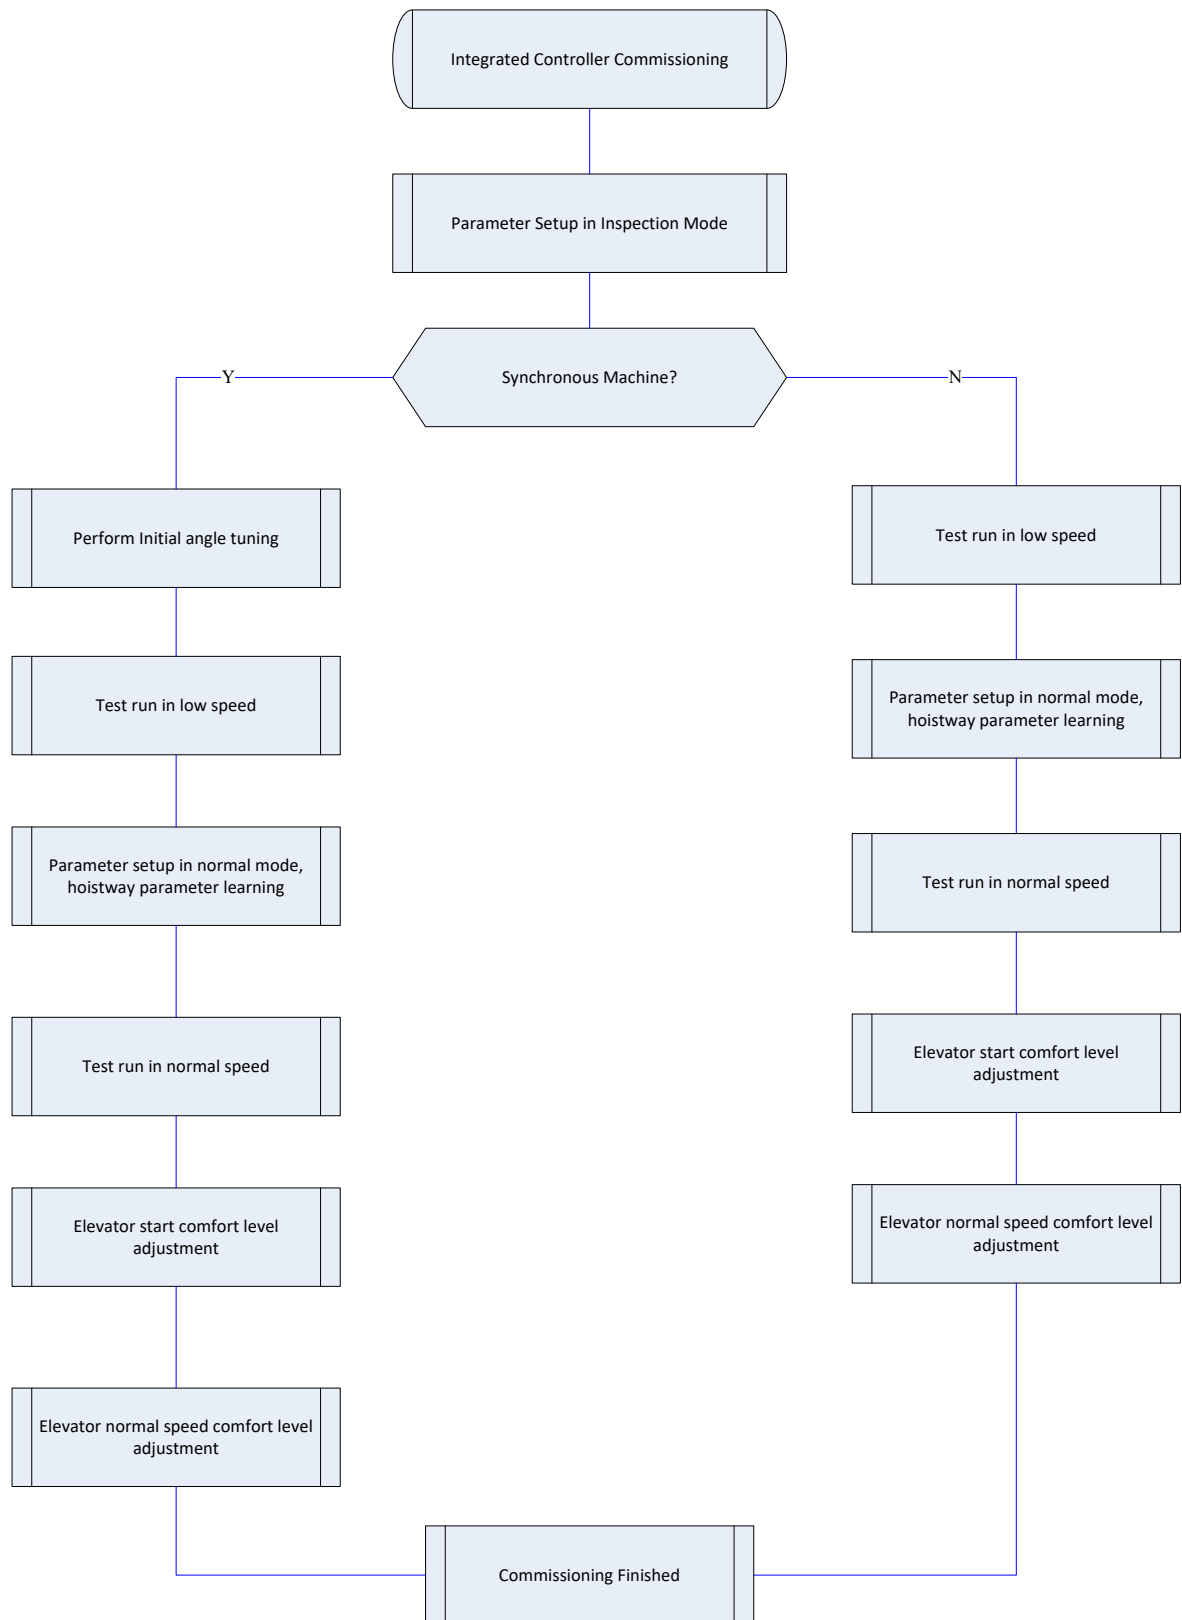 Integrated Controller Commissioning
Parameter Setup in Inspection Mode
Synchronous Machine?
Y
N
Perform Initial angle tuning
Test run in low speed
Parameter setup in normal mode,
hoistway parameter learning
Test run in normal speed
Elevator start comfort level
adjustment
Elevator normal speed comfort level
adjustment
Test run in low speed
Parameter setup in normal mode,
hoistway parameter learning
Test run in normal speed
Elevator start comfort level
adjustment
Elevator normal speed comfort level
adjustment
Commissioning Finished